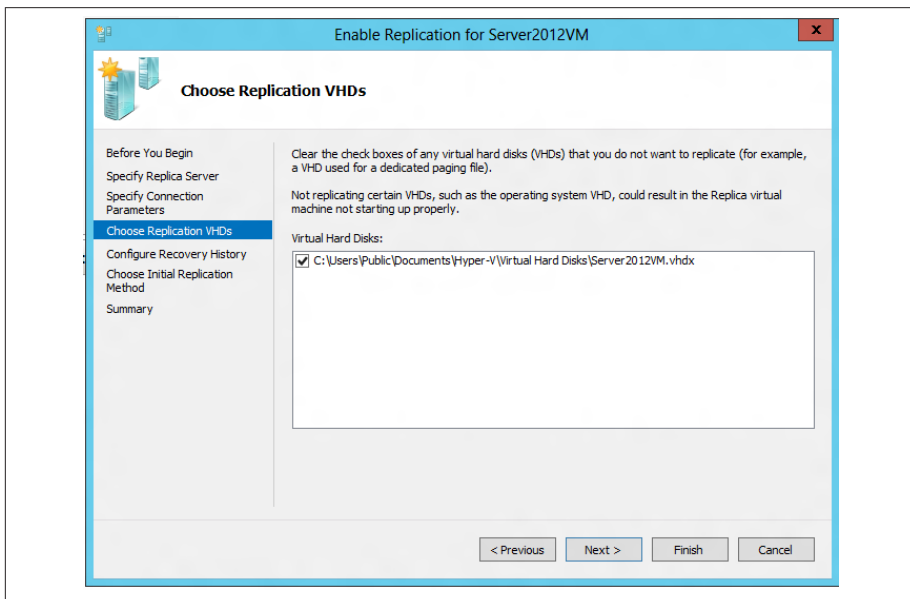 Enable Replication for Server2012VM
x
Choose Replication VHDs
Before You Begin
Specify Replica Server
Specify Connection
Parameters
Choose Replication VHDs
Configure Recovery History
Choose Initial Replication
Method
Summary
Clear the check boxes of any virtual hard disks (VHDs) that you do not want to replicate (for example,
a VHD used for a dedicated paging file).
Not replicating certain VHDs, such as the operating system VHD, could result in the Replica virtual
machine not starting up properly.
Virtual Hard Disks:
C:\Users\Public\Documents\Hyper-V\Virtual Hard Disks\Server2012VM.vhdx
< Previous
Next >
Finish
Cancel